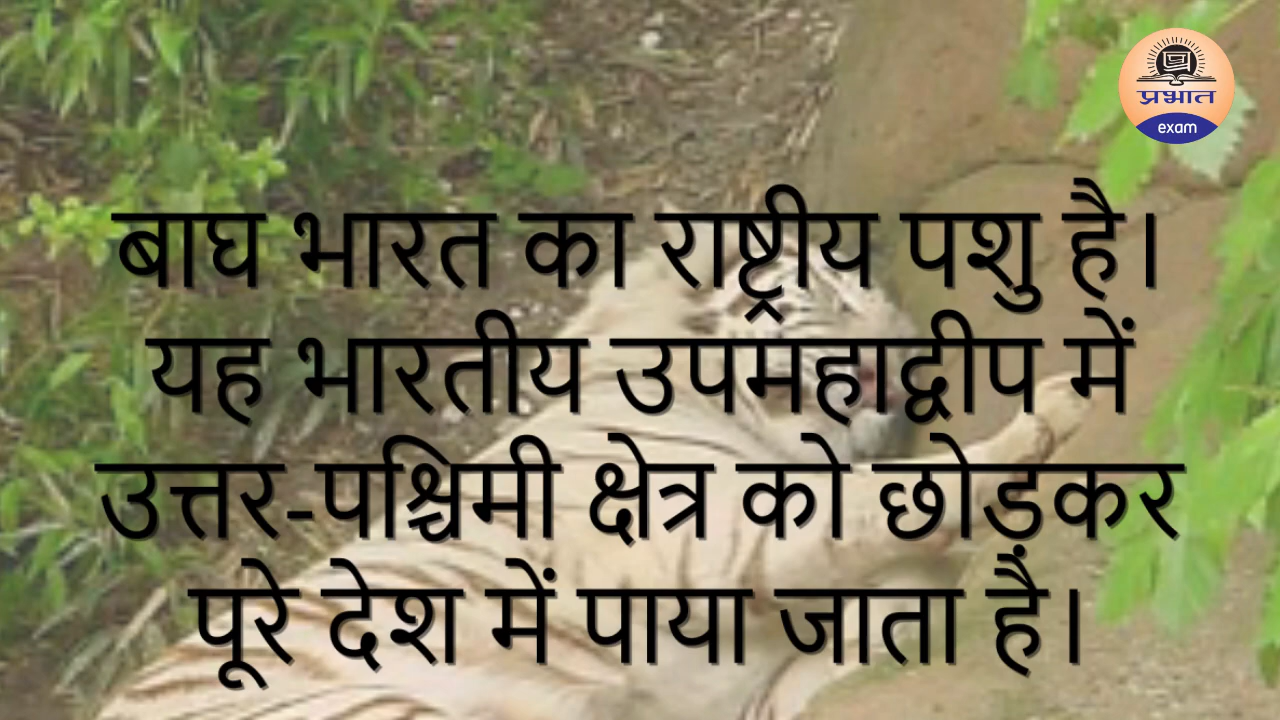 प्रभात
exam
बाघ भारत का राष्ट्रीय पशु है।
यह भारतीय उपमहाद्वीप में
उत्तर-पश्चिमी क्षेत्र को छोड़कर
पूरे देश में पाया जाता है।